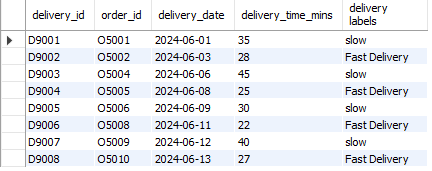 delivery_id order_id delivery_date delivery_time_mins delivery labels
D9001 O5001 2024-06-01 35 slow
D9002 O5002 2024-06-03 28 Fast Delivery
D9003 O5004 2024-06-06 45 slow
D9004 O5005 2024-06-08 25 Fast Delivery
D9005 O5006 2024-06-09 30 slow
D9006 O5008 2024-06-11 22 Fast Delivery
D9007 O5009 2024-06-12 40 slow
D9008 O5010 2024-06-13 27 Fast Delivery